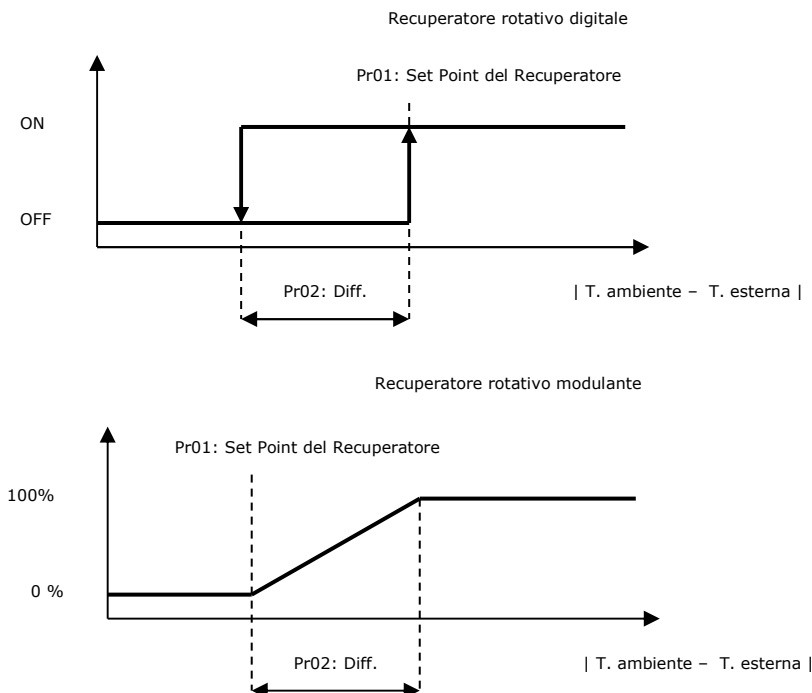 Recuperatore rotativo digitale
Pr01: Set Point del Recuperatore
ON
OFF
Pr02: Diff.
| T. ambiente – T. esterna |
Recuperatore rotativo modulante
Pr01: Set Point del Recuperatore
100%
0 %
Pr02: Diff.
| T. ambiente – T. esterna |